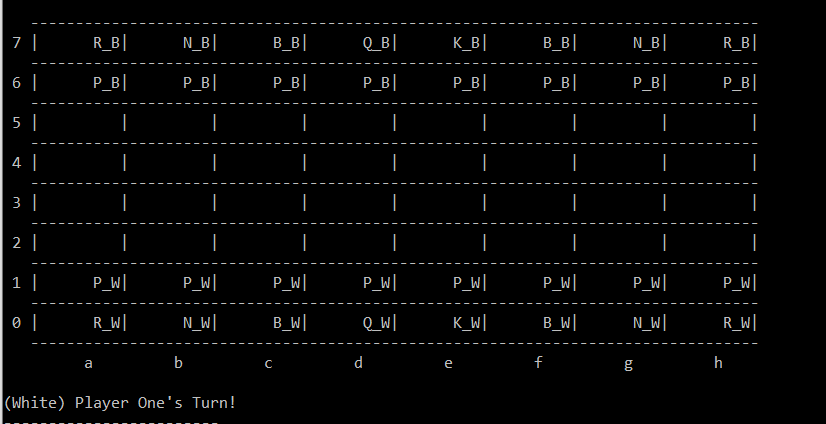 ---------------------------------------------------------------------------------
7 |      R_B|      N_B|      B_B|      Q_B|      K_B|      B_B|      N_B|      R_B|
---------------------------------------------------------------------------------
6 |      P_B|      P_B|      P_B|      P_B|      P_B|      P_B|      P_B|      P_B|
---------------------------------------------------------------------------------
5 |         |         |         |         |         |         |         |         |
---------------------------------------------------------------------------------
4 |         |         |         |         |         |         |         |         |
---------------------------------------------------------------------------------
3 |         |         |         |         |         |         |         |         |
---------------------------------------------------------------------------------
2 |         |         |         |         |         |         |         |         |
---------------------------------------------------------------------------------
1 |      P_W|      P_W|      P_W|      P_W|      P_W|      P_W|      P_W|      P_W|
---------------------------------------------------------------------------------
0 |      R_W|      N_W|      B_W|      Q_W|      K_W|      B_W|      N_W|      R_W|
---------------------------------------------------------------------------------
a b c d e f g h
(White) Player One's Turn!
------------------------